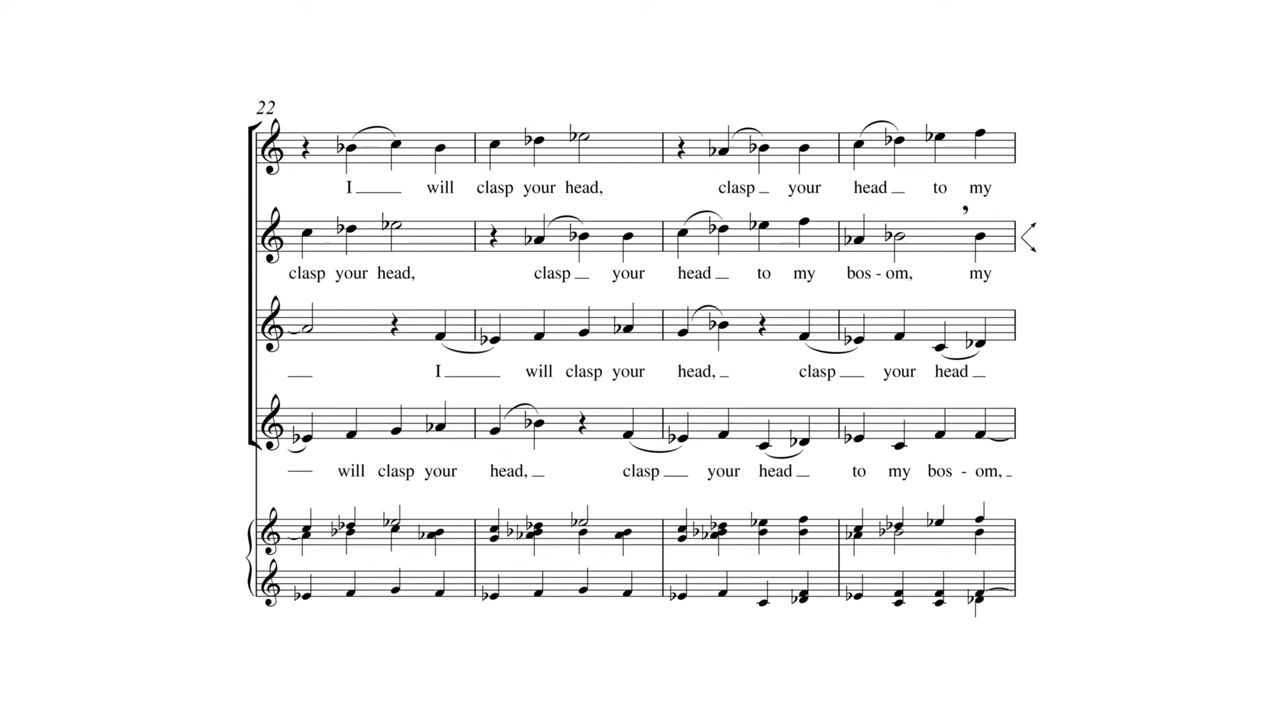 22
I will clasp your head, clasp your head to my
clasp your head, clasp your head to my bos - om, my
I will clasp your head, clasp your head
will clasp your head, clasp your head to my bos - om,